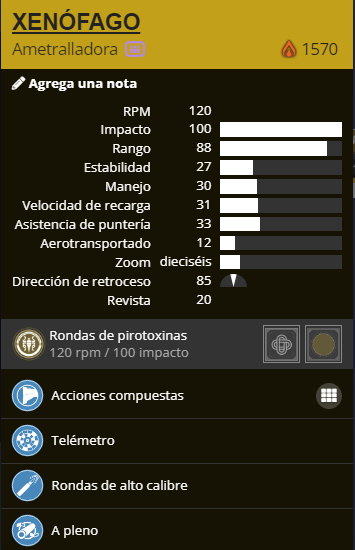 XENÓFAGO
Ametralladora 1570
Agrega una nota
RPM 120
Impacto 100
Rango 88
Estabilidad 27
Manejo 30
Velocidad de recarga 31
Asistencia de puntería 33
Aerotransportado 12
Zoom dieciséis
Dirección de retroceso 85
Revista 20
Rondas de pirotoxinas
120 rpm / 100 impacto
Acciones compuestas
Telémetro
Rondas de alto calibre
A pleno